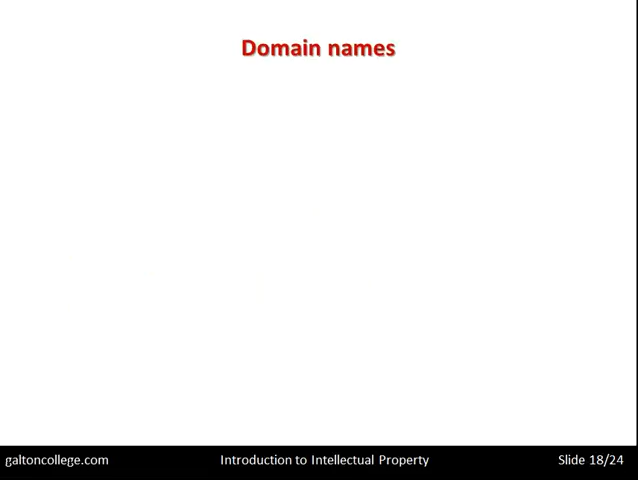 Domain names
galtoncollege.com
Introduction to Intellectual Property
Slide 18/24